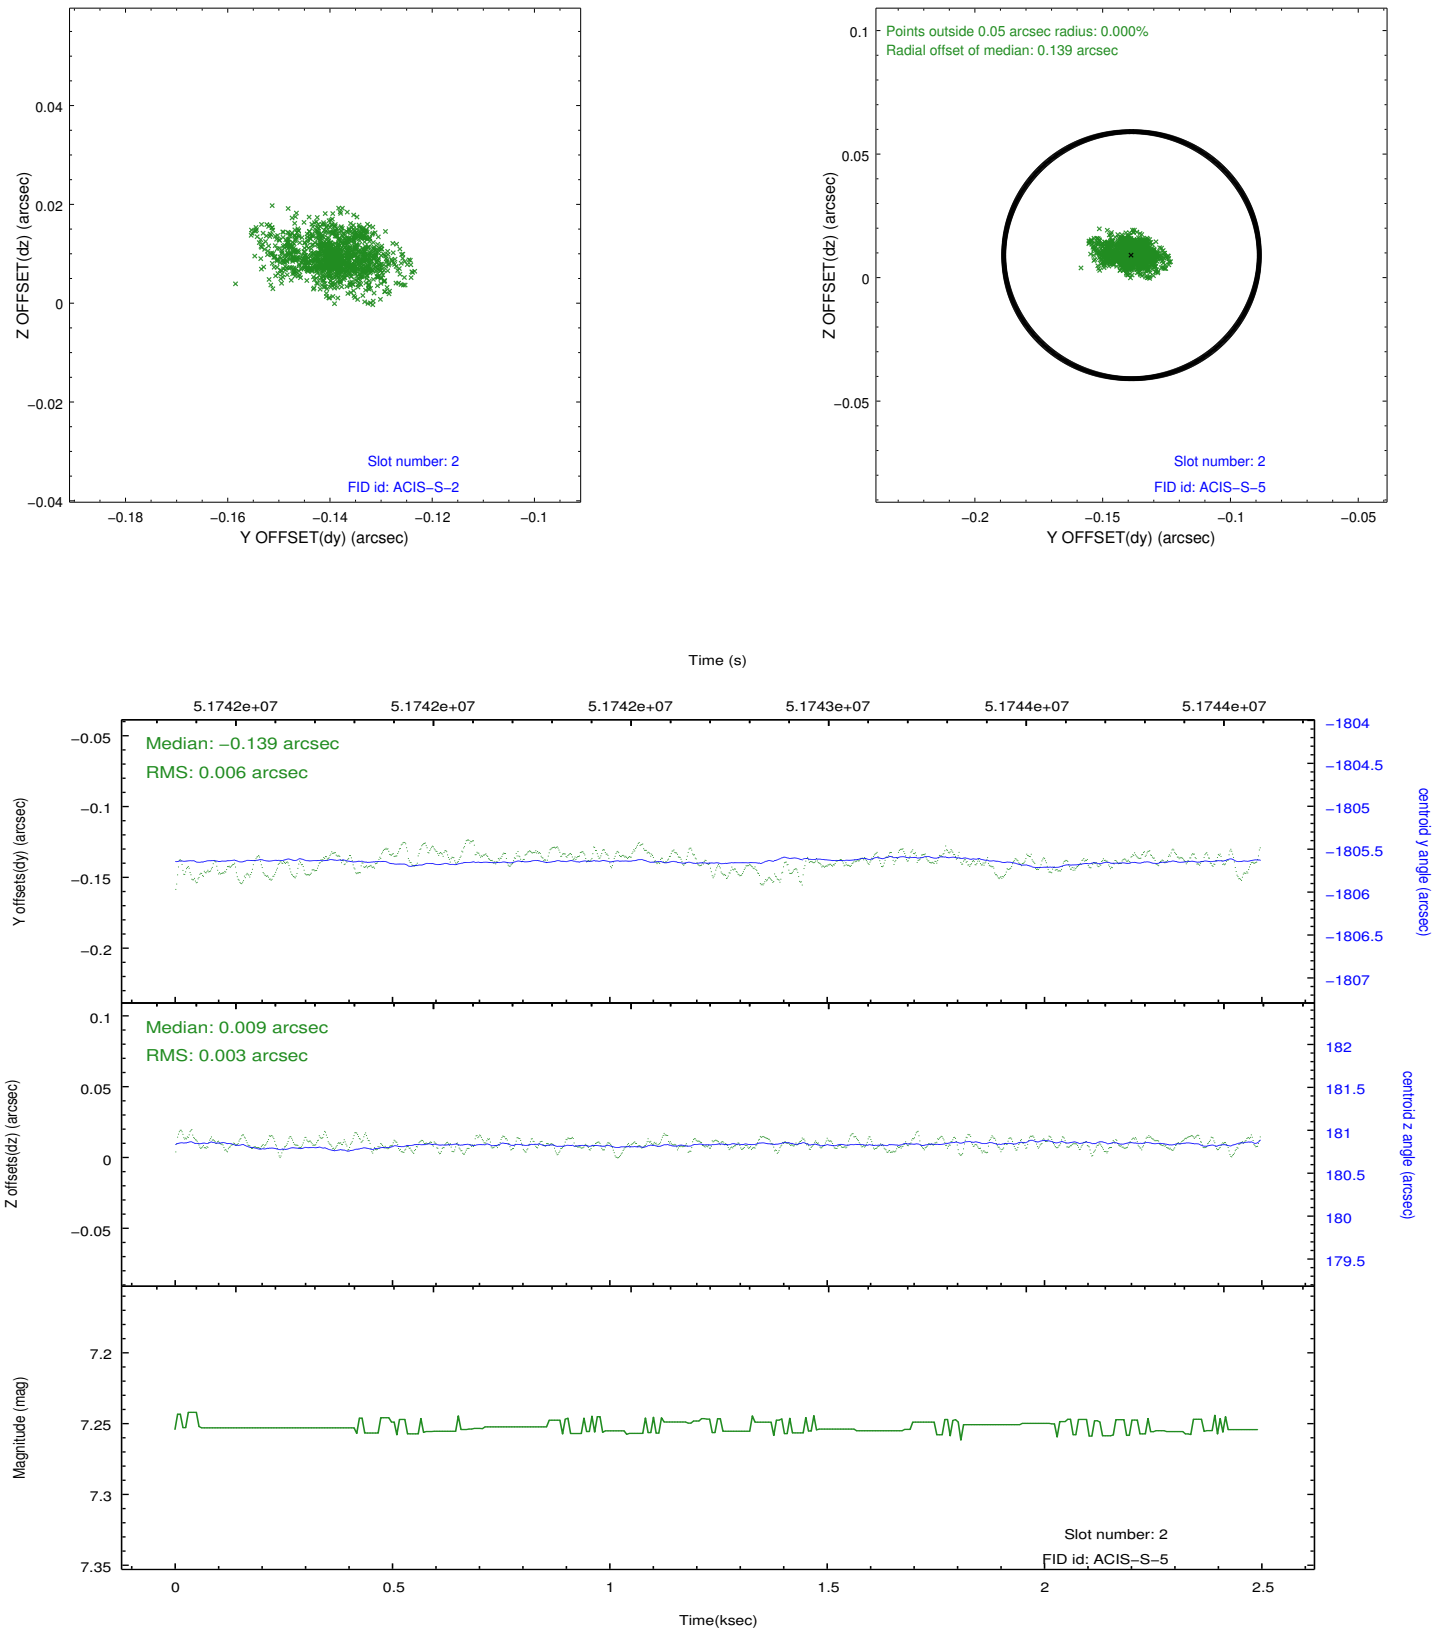 0.04
0.02
0
−0.02
−0.04
Z OFFSET(dz) (arcsec)
Slot number: 2
FID id: ACIS−S−2
−0.18
−0.16
−0.14
−0.12
−0.1
Y OFFSET(dy) (arcsec)
Points outside 0.05 arcsec radius: 0.000%
Radial offset of median: 0.139 arcsec
0.1
0.05
0
−0.05
Z OFFSET(dz) (arcsec)
Slot number: 2
FID id: ACIS−S−5
−0.2
−0.15
−0.1
−0.05
Y OFFSET(dy) (arcsec)
Time (s)
5.1742e+07
5.1742e+07
5.1742e+07
5.1743e+07
5.1744e+07
5.1744e+07
Median: −0.139 arcsec
RMS: 0.006 arcsec
−0.05
−0.1
−0.15
−0.2
Y offsets(dy) (arcsec)
−1804
−1804.5
−1805
−1805.5
−1806
−1806.5
−1807
centroid y angle (arcsec)
Median: 0.009 arcsec
RMS: 0.003 arcsec
0.1
0.05
0
−0.05
Z offsets(dz) (arcsec)
182
181.5
181
180.5
180
179.5
centroid z angle (arcsec)
7.2
7.25
7.3
7.35
Magnitude (mag)
Slot number: 2
FID id: ACIS−S−5
0
0.5
1
1.5
2
2.5
Time(ksec)